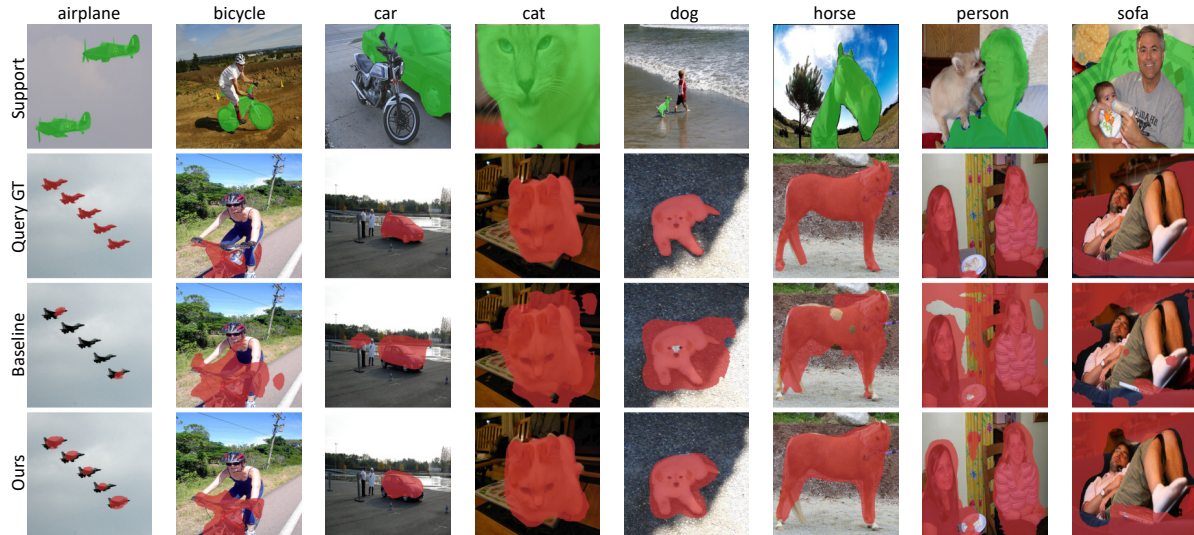 airplane bicycle car cat dog horse person sofa
Support
Query GT
Baseline
Ours